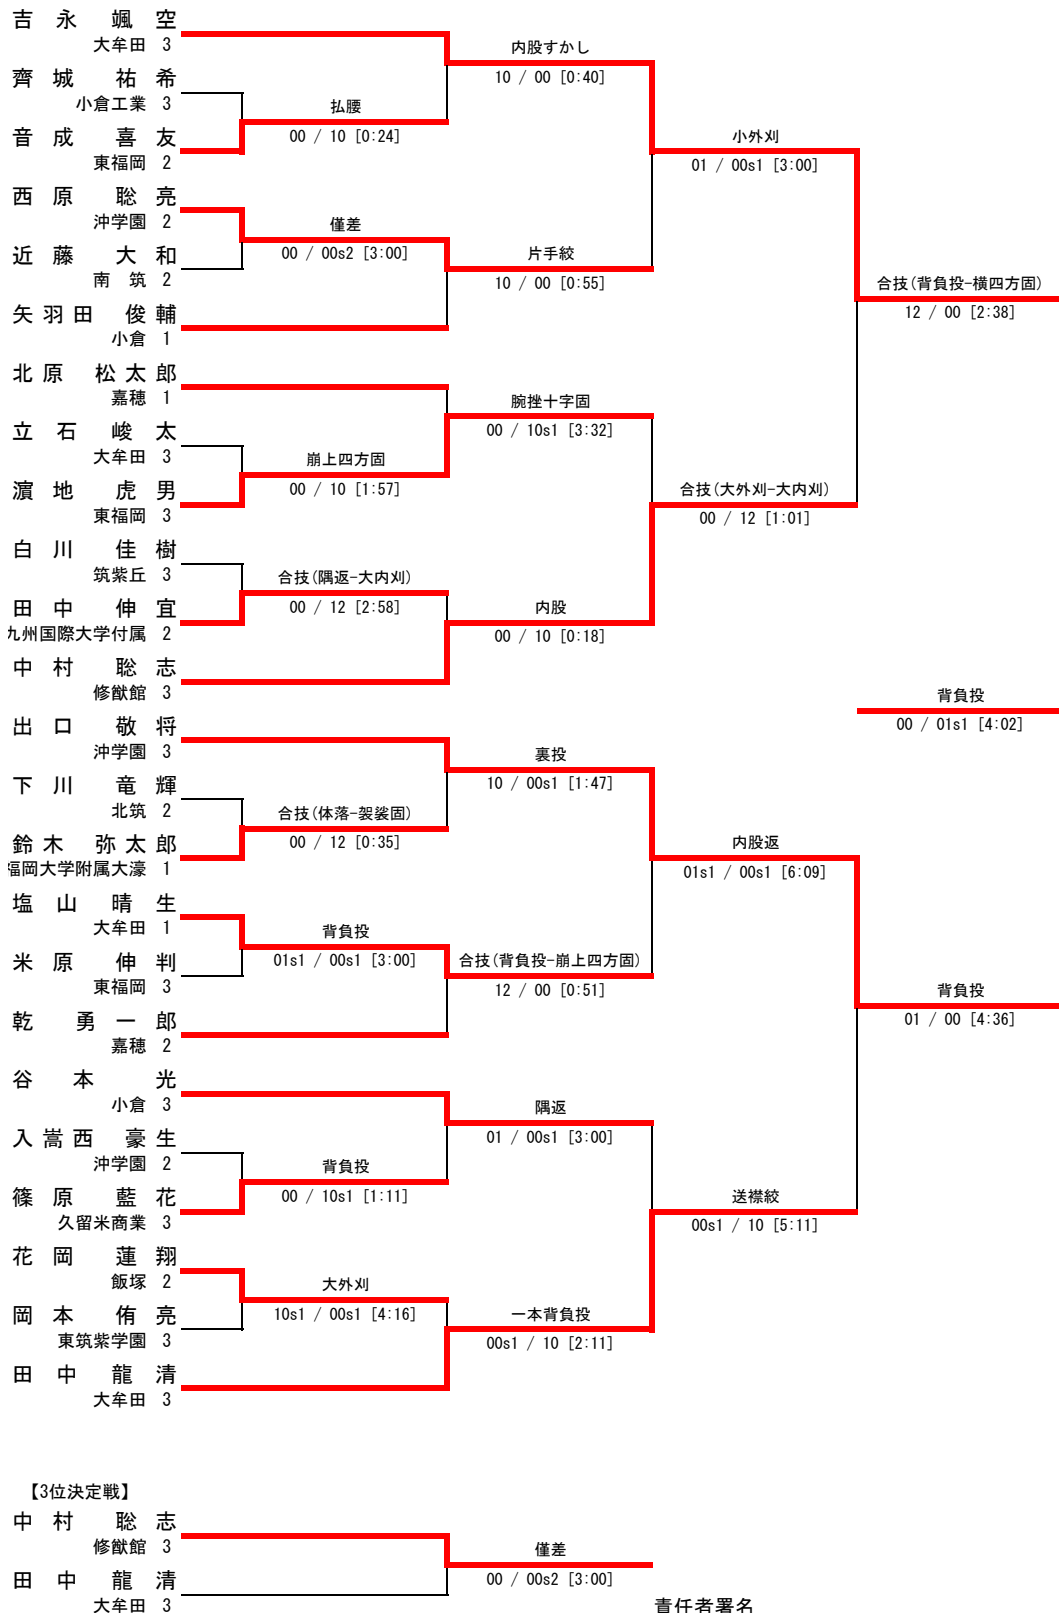 吉永 颯空
大牟田 3
内股すかし
10 / 00 [0:40]
齊城 祐希
小倉工業 3
払腰
00 / 10 [0:24]
音成 喜友
東福岡 2
小外刈
01 / 00s1 [3:00]
西原 聡亮
沖学園 2
僅差
00 / 00s2 [3:00]
近藤 大和
南筑 2
片手絞
10 / 00 [0:55]
合技(背負投-横四方固)
12 / 00 [2:38]
矢羽田 俊輔
小倉 1
北原 松太郎
嘉穂 1
腕挫十字固
00 / 10s1 [3:32]
立石 峻太
大牟田 3
崩上四方固
00 / 10 [1:57]
濵地 虎男
東福岡 3
合技(大外刈-大内刈)
00 / 12 [1:01]
白川 佳樹
筑紫丘 3
合技(隅返-大内刈)
00 / 12 [2:58]
田中 伸宜
九州国際大学付属 2
内股
00 / 10 [0:18]
中村 聡志
修猷館 3
背負投
00 / 01s1 [4:02]
出口 敬将
沖学園 3
裏投
10 / 00s1 [1:47]
下川 竜輝
北筑 2
合技(体落-袈裟固)
00 / 12 [0:35]
鈴木 弥太郎
福岡大学附属大濠 1
内股返
01s1 / 00s1 [6:09]
塩山 晴生
大牟田 1
背負投
01s1 / 00s1 [3:00]
米原 伸判
東福岡 3
合技(背負投-崩上四方固)
12 / 00 [0:51]
背負投
01 / 00 [4:36]
乾 勇一郎
嘉穂 2
谷本 光
小倉 3
隅返
01 / 00s1 [3:00]
入嵩西 豪生
沖学園 2
背負投
00 / 10s1 [1:11]
篠原 藍花
久留米商業 3
送襟絞
00s1 / 10 [5:11]
花岡 蓮翔
飯塚 2
大外刈
10s1 / 00s1 [4:16]
岡本 侑亮
東筑紫学園 3
一本背負投
00s1 / 10 [2:11]
田中 龍清
大牟田 3
【3位決定戦】
中村 聡志
修猷館 3
僅差
00 / 00s2 [3:00]
田中 龍清
大牟田 3
責任者署名